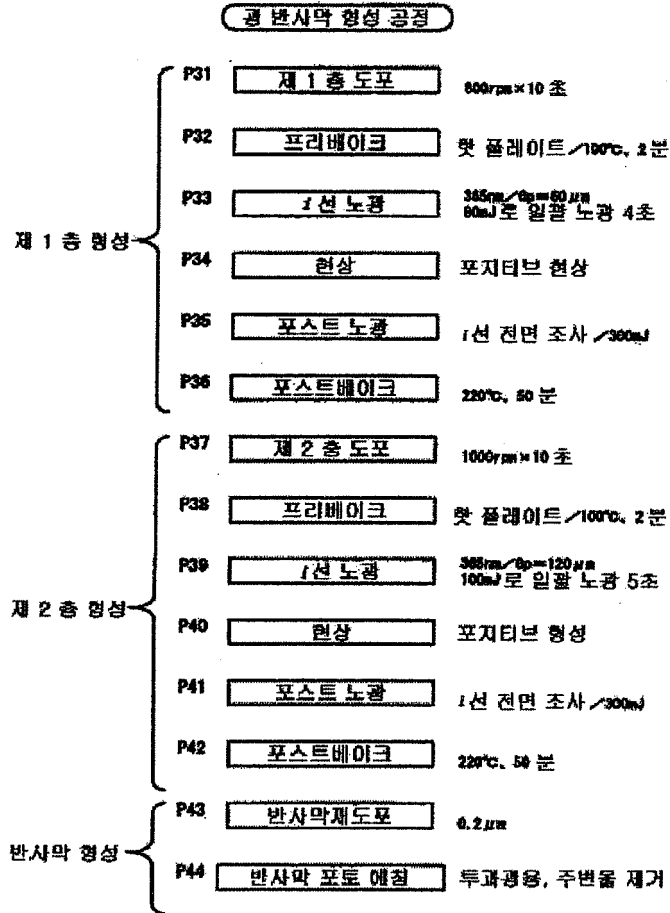 광 반사막 형성 공정
제 1 층 형성
P31 제 1 층 도포 800rpm×10 초
P32 프리베이크 핫 플레이트/100℃、2 분
P33 i선 노광 365nm/Gp=60μm
80mJ로 일괄 노광 4초
P34 현상 포지티브 현상
P35 포스트 노광 i선 전면 조사/300mJ
P36 포스트베이크 220℃、50 분
제 2 층 형성
P37 제 2 층 도포 1000rpm×10 초
P38 프리베이크 핫 플레이트/100℃、2 분
P39 i선 노광 365nm/Gp=120μm
100mJ로 일괄 노광 5초
P40 현상 포지티브 형성
P41 포스트 노광 i선 전면 조사/300mJ
P42 포스트베이크 220℃、50 분
반사막 형성
P43 반사막재도포 0.2μm
P44 반사막 포토 에칭 투과광용, 주변물 제거